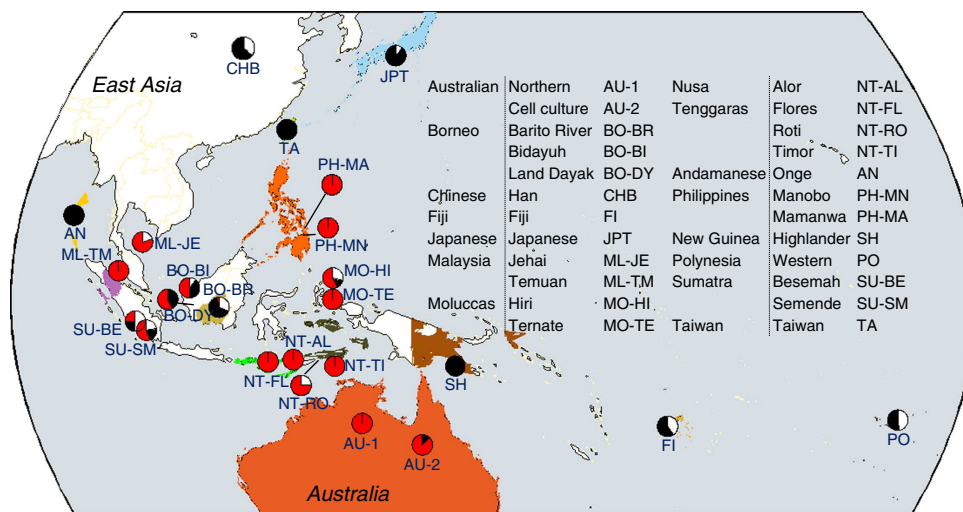 CHB
JPT
East Asia
TA
PH-MA
PH-MN
AN
ML-JE
ML-TM
BO-BI
BO-BR
BO-DY
MO-HI
MO-TE
SU-BE
SU-SM
NT-AL
NT-FL
NT-TI
NT-RO
SH
AU-1
AU-2
FI
PO
Australia
Australian Northern AU-1 Nusa Alor NT-AL
Cell culture AU-2 Tenggaras Flores NT-FL
Borneo Barito River BO-BR Roti NT-RO
Bidayuh BO-BI Timor NT-TI
Land Dayak BO-DY Andamanese Onge AN
Chinese Han CHB Philippines Manobo PH-MN
Fiji Fiji FI Mamanwa PH-MA
Japanese Japanese JPT New Guinea Highlander SH
Malaysia Jehai ML-JE Polynesia Western PO
Temuan ML-TM Sumatra Besemah SU-BE
Moluccas Hiri MO-HI Semende SU-SM
Ternate MO-TE Taiwan Taiwan TA